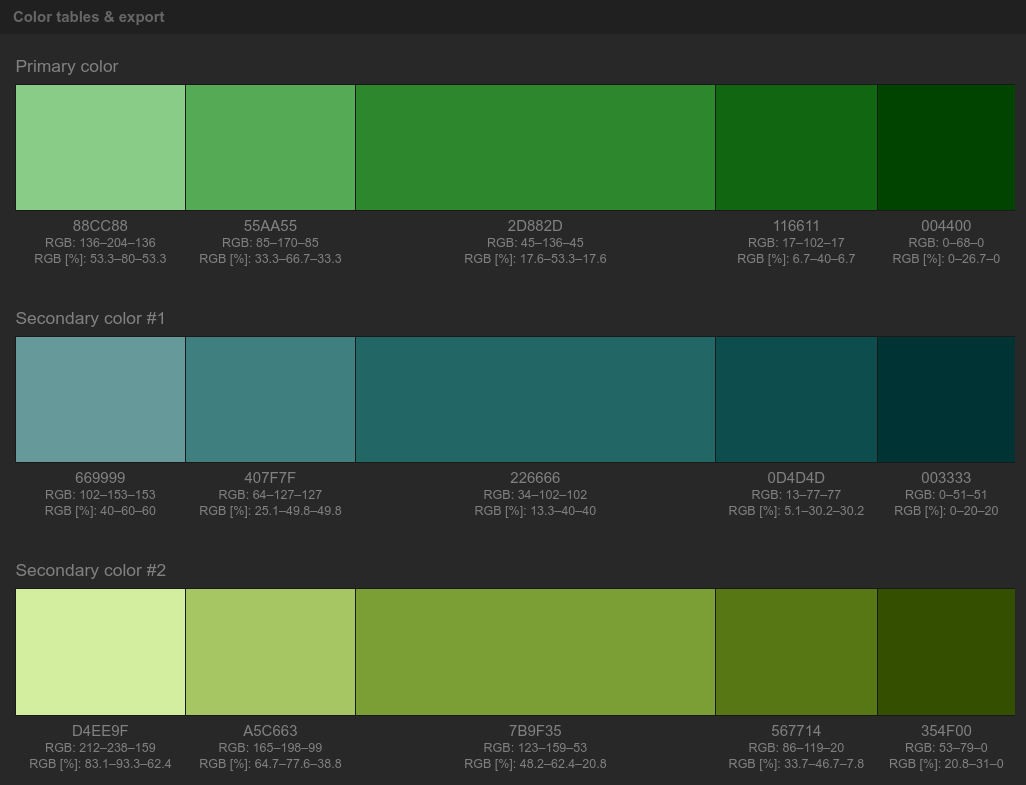 Color tables & export
Primary color
88CC88 55AA55 2D882D 116611 004400
RGB: 136–204–136 RGB: 85–170–85 RGB: 45–136–45 RGB: 17–102–17 RGB: 0–68–0
RGB [%]: 53.3–80–53.3 RGB [%]: 33.3–66.7–33.3 RGB [%]: 17.6–53.3–17.6 RGB [%]: 6.7–40–6.7 RGB [%]: 0–26.7–0
Secondary color #1
669999 407F7F 226666 0D4D4D 003333
RGB: 102–153–153 RGB: 64–127–127 RGB: 34–102–102 RGB: 13–77–77 RGB: 0–51–51
RGB [%]: 40–60–60 RGB [%]: 25.1–49.8–49.8 RGB [%]: 13.3–40–40 RGB [%]: 5.1–30.2–30.2 RGB [%]: 0–20–20
Secondary color #2
D4EE9F A5C663 7B9F35 567714 354F00
RGB: 212–238–159 RGB: 165–198–99 RGB: 123–159–53 RGB: 86–119–20 RGB: 53–79–0
RGB [%]: 83.1–93.3–62.4 RGB [%]: 64.7–77.6–38.8 RGB [%]: 48.2–62.4–20.8 RGB [%]: 33.7–46.7–7.8 RGB [%]: 20.8–31–0